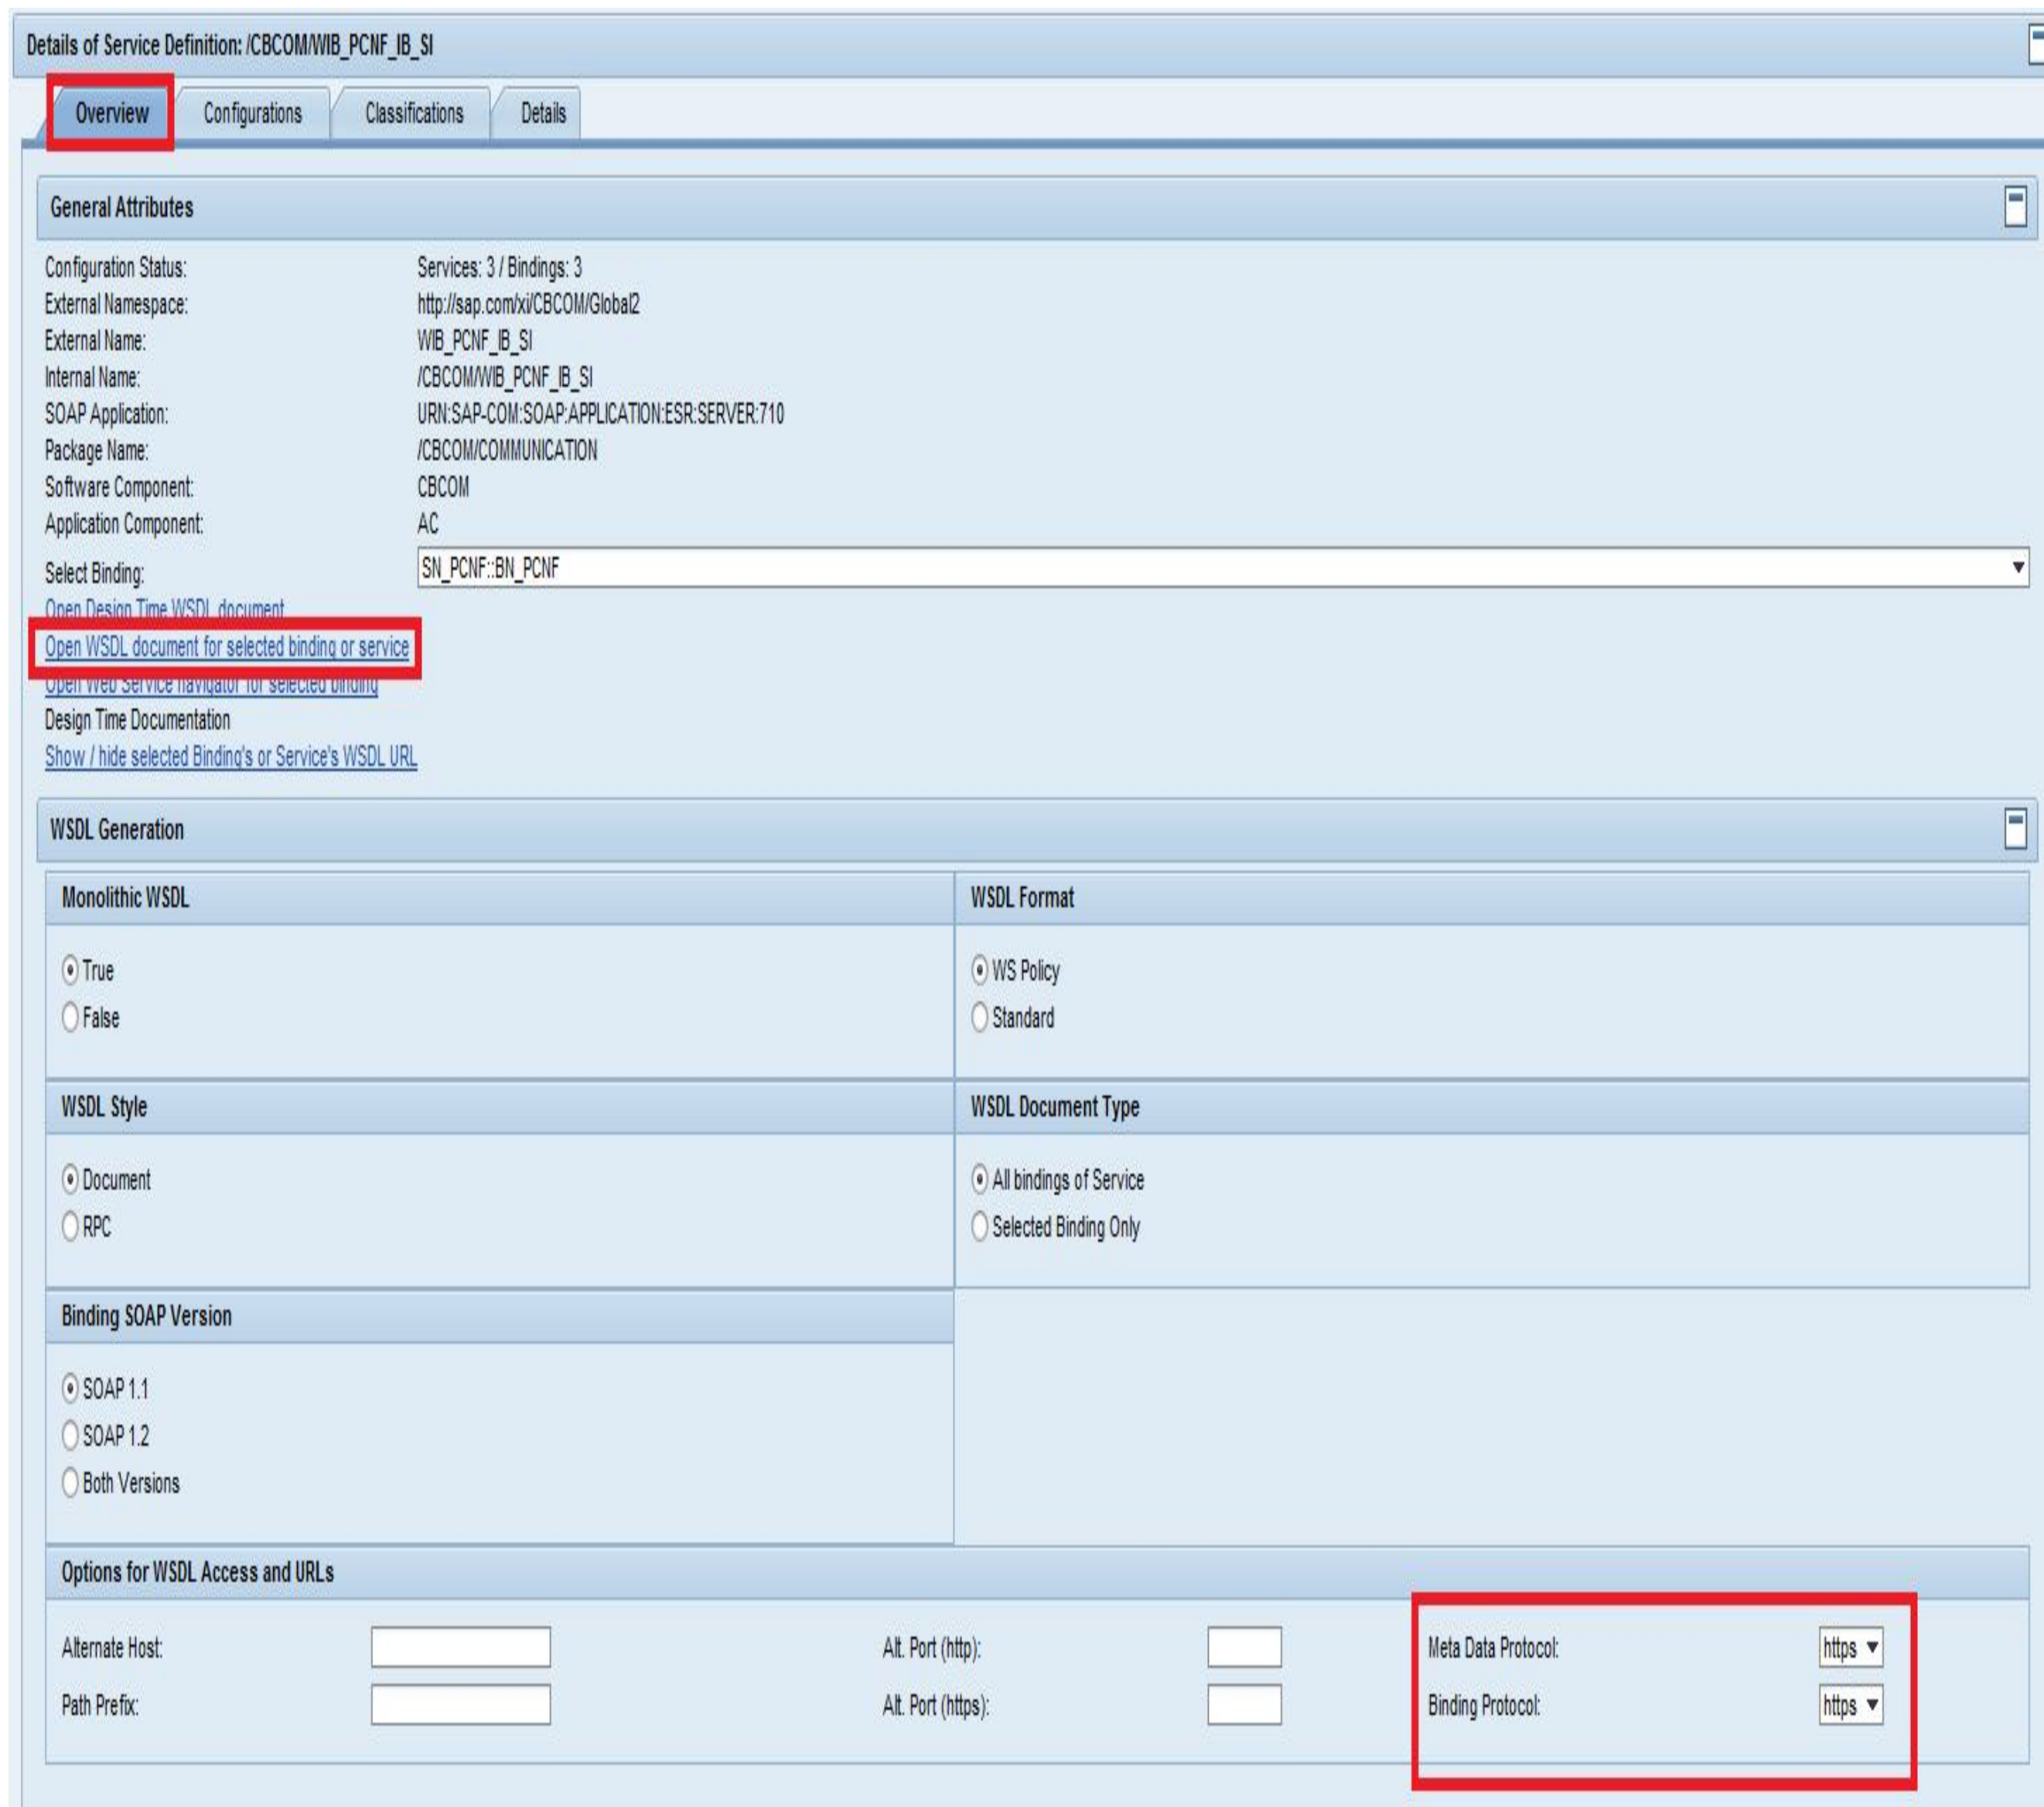 Details of Service Definition: /CBCOM/WIB_PCNF_IB_SI
Overview Configurations Classifications Details
General Attributes
Configuration Status: Services: 3 / Bindings: 3
External Namespace: http://sap.com/xi/CBCOM/Global2
External Name: WIB_PCNF_IB_SI
Internal Name: /CBCOM/WIB_PCNF_IB_SI
SOAP Application: URN:SAP-COM:SOAP:APPLICATION:ESR:SERVER:710
Package Name: /CBCOM/COMMUNICATION
Software Component: CBCOM
Application Component: AC
Select Binding: SN_PCNF::BN_PCNF
Open Design Time WSDL document
Open WSDL document for selected binding or service
Open Web Service navigator for selected binding
Design Time Documentation
Show / hide selected Binding's or Service's WSDL URL
WSDL Generation
Monolithic WSDL WSDL Format
True WS Policy
False Standard
WSDL Style WSDL Document Type
Document All bindings of Service
RPC Selected Binding Only
Binding SOAP Version
SOAP 1.1
SOAP 1.2
Both Versions
Options for WSDL Access and URLs
Alternate Host: Alt. Port (http): Meta Data Protocol: https
Path Prefix: Alt. Port (https): Binding Protocol: https